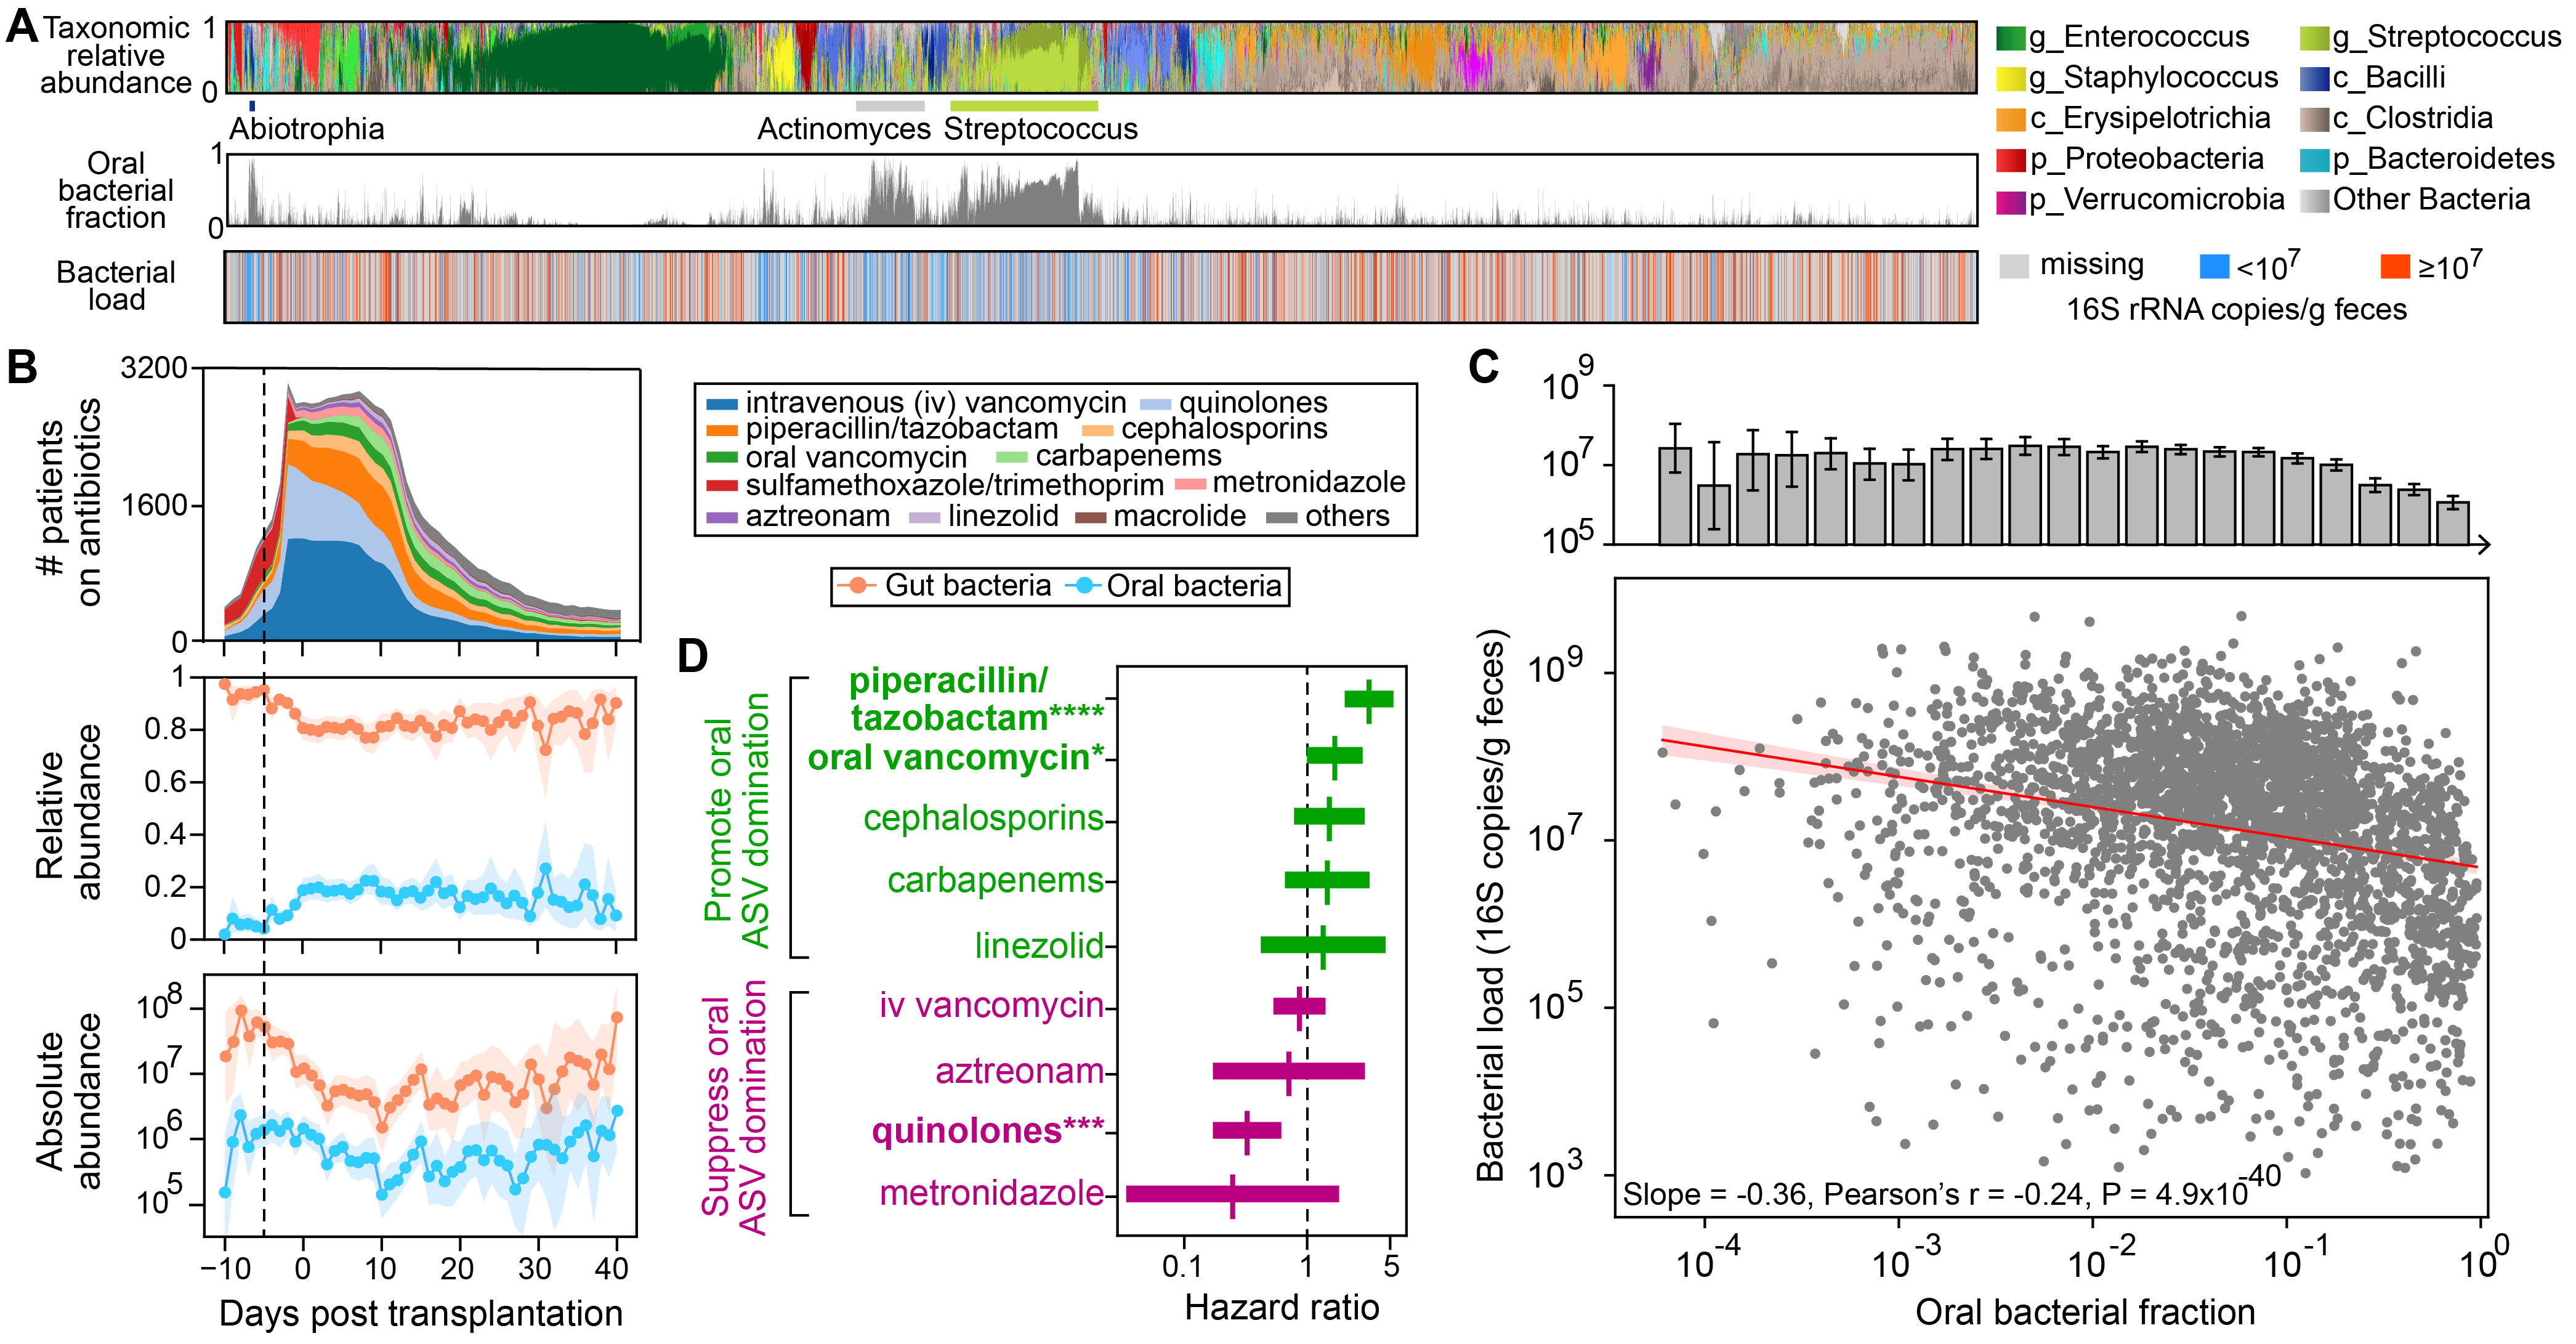 A
Taxonomic
relative
abundance
1
0
Abiotrophia
Actinomyces
Streptococcus
Oral
bacterial
fraction
1
0
Bacterial
load
g_Enterococcus
g_Streptococcus
g_Staphylococcus
c_Bacilli
c_Erysipelotrichia
c_Clostridia
p_Proteobacteria
p_Bacteroidetes
p_Verrucomicrobia
Other Bacteria
missing
<10^7
≥10^7
16S rRNA copies/g feces
B
# patients
on antibiotics
3200
1600
0
intravenous (iv) vancomycin
quinolones
piperacillin/tazobactam
cephalosporins
oral vancomycin
carbapenems
sulfamethoxazole/trimethoprim
metronidazole
aztreonam
linezolid
macrolide
others
Gut bacteria
Oral bacteria
Relative
abundance
1
0.8
0.6
0.4
0.2
0
Absolute
abundance
10^8
10^7
10^6
10^5
−10
0
10
20
30
40
Days post transplantation
C
10^9
10^7
10^5
Bacterial load (16S copies/g feces)
10^9
10^7
10^5
10^3
Slope = -0.36, Pearson's r = -0.24, P = 4.9x10^-40
10^-4
10^-3
10^-2
10^-1
10^0
Oral bacterial fraction
D
Promote oral
ASV domination
piperacillin/
tazobactam****
oral vancomycin*
cephalosporins
carbapenems
linezolid
Suppress oral
ASV domination
iv vancomycin
aztreonam
quinolones***
metronidazole
0.1
1
5
Hazard ratio